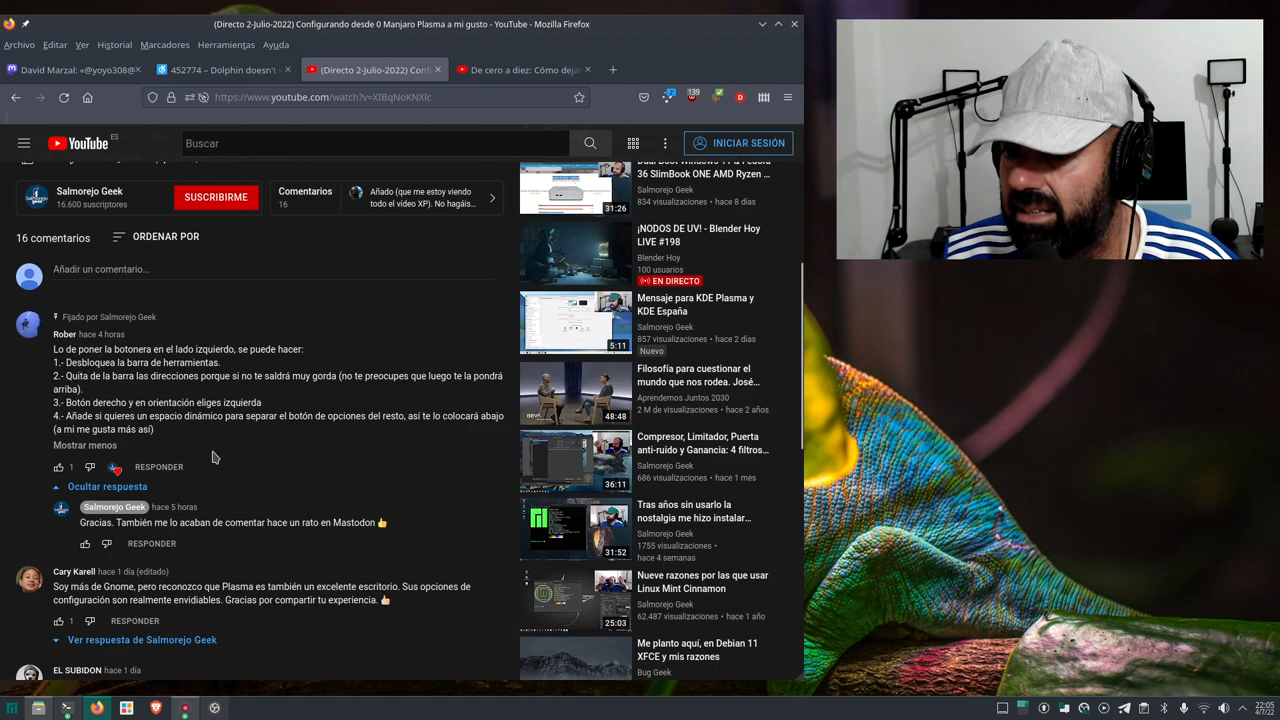 (Directo 2-Julio-2022) Configurando desde 0 Manjaro Plasma a mi gusto - YouTube - Mozilla Firefox
Archivo Editar Ver Historial Marcadores Herramientas Ayuda
David Marzal: «@yoyo308@
452774 – Dolphin doesn't
(Directo 2-Julio-2022) Conf
De cero a diez: Cómo dejar
https://www.youtube.com/watch?v=XIBqNoKNXlc
139
YouTube ES
Buscar
INICIAR SESIÓN
Salmorejo Geek
16.600 suscriptores
SUSCRIBIRME
Comentarios
16
Añado (que me estoy viendo
todo el video XP). No hagáis...
16 comentarios
ORDENAR POR
Añadir un comentario...
Fijado por Salmorejo Geek
Rober hace 4 horas
Lo de poner la botonera en el lado izquierdo, se puede hacer:
1.- Desbloquea la barra de herramientas.
2.- Quita de la barra las direcciones porque si no te saldrá muy gorda (no te preocupes que luego te la pondrá
arriba).
3.- Botón derecho y en orientación eliges izquierda
4.- Añade si quieres un espacio dinámico para separar el botón de opciones del resto, así te lo colocará abajo
(a mi me gusta más así)
Mostrar menos
1 RESPONDER
Ocultar respuesta
Salmorejo Geek hace 5 horas
Gracias. También me lo acaban de comentar hace un rato en Mastodon 👍
RESPONDER
Cary Karell hace 1 día (editado)
Soy más de Gnome, pero reconozco que Plasma es también un excelente escritorio. Sus opciones de
configuración son realmente envidiables. Gracias por compartir tu experiencia. 👍
1 RESPONDER
Ver respuesta de Salmorejo Geek
EL SUBIDON hace 1 día
Dual Boot Windows 11 & Fedora
36 SlimBook ONE AMD Ryzen ...
Salmorejo Geek
834 visualizaciones • hace 8 días
31:26
¡NODOS DE UV! - Blender Hoy
LIVE #198
Blender Hoy
100 usuarios
EN DIRECTO
Mensaje para KDE Plasma y
KDE España
Salmorejo Geek
857 visualizaciones • hace 2 días
5:11
Nuevo
Filosofía para cuestionar el
mundo que nos rodea. José...
Aprendemos Juntos 2030
2 M de visualizaciones • hace 2 años
48:48
Compresor, Limitador, Puerta
anti-ruido y Ganancia: 4 filtros...
Salmorejo Geek
686 visualizaciones • hace 1 mes
36:11
Tras años sin usarlo la
nostalgia me hizo instalar...
Salmorejo Geek
1755 visualizaciones •
hace 4 semanas
31:52
Nueve razones por las que usar
Linux Mint Cinnamon
Salmorejo Geek
62.487 visualizaciones • hace 1 año
25:03
Me planto aquí, en Debian 11
XFCE y mis razones
Bug Geek
22:05
4/7/22